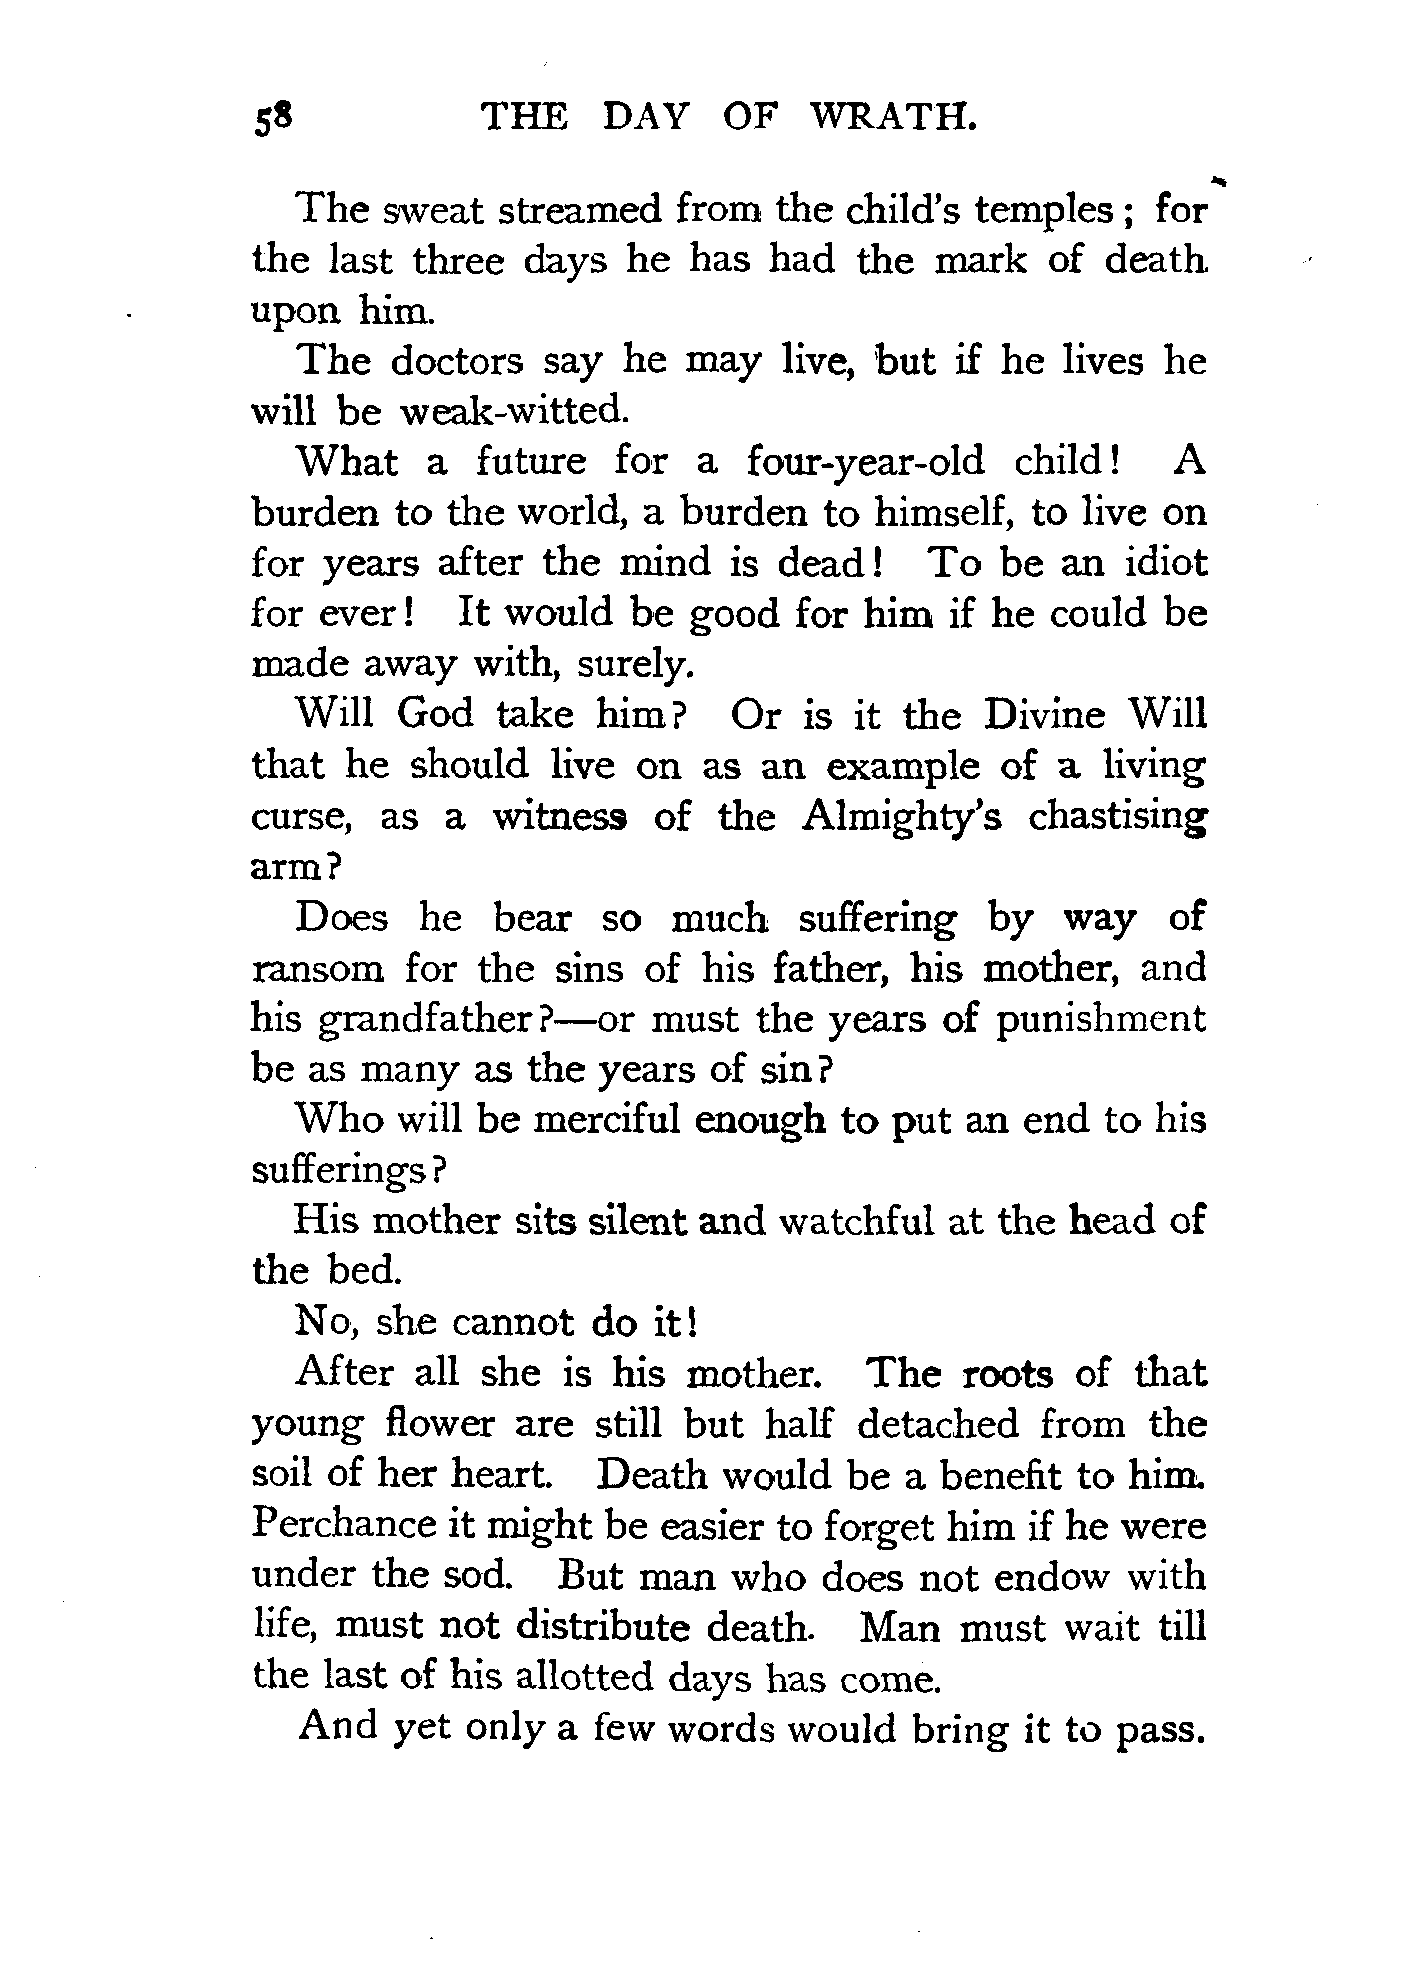 58 THE DAY OF WRATH.
The sweat streamed from the child's temples; for
the last three days he has had the mark of death
upon him.
The doctors say he may live, but if he lives he
will be weak-witted.
What a future for a four-year-old child! A
burden to the world, a burden to himself, to live on
for years after the mind is dead! To be an idiot
for ever! It would be good for him if he could be
made away with, surely.
Will God take him? Or is it the Divine Will
that he should live on as an example of a living
curse, as a witness of the Almighty's chastising
arm?
Does he bear so much suffering by way of
ransom for the sins of his father, his mother, and
his grandfather?—or must the years of punishment
be as many as the years of sin?
Who will be merciful enough to put an end to his
sufferings?
His mother sits silent and watchful at the head of
the bed.
No, she cannot do it!
After all she is his mother. The roots of that
young flower are still but half detached from the
soil of her heart. Death would be a benefit to him.
Perchance it might be easier to forget him if he were
under the sod. But man who does not endow with
life, must not distribute death. Man must wait till
the last of his allotted days has come.
And yet only a few words would bring it to pass.